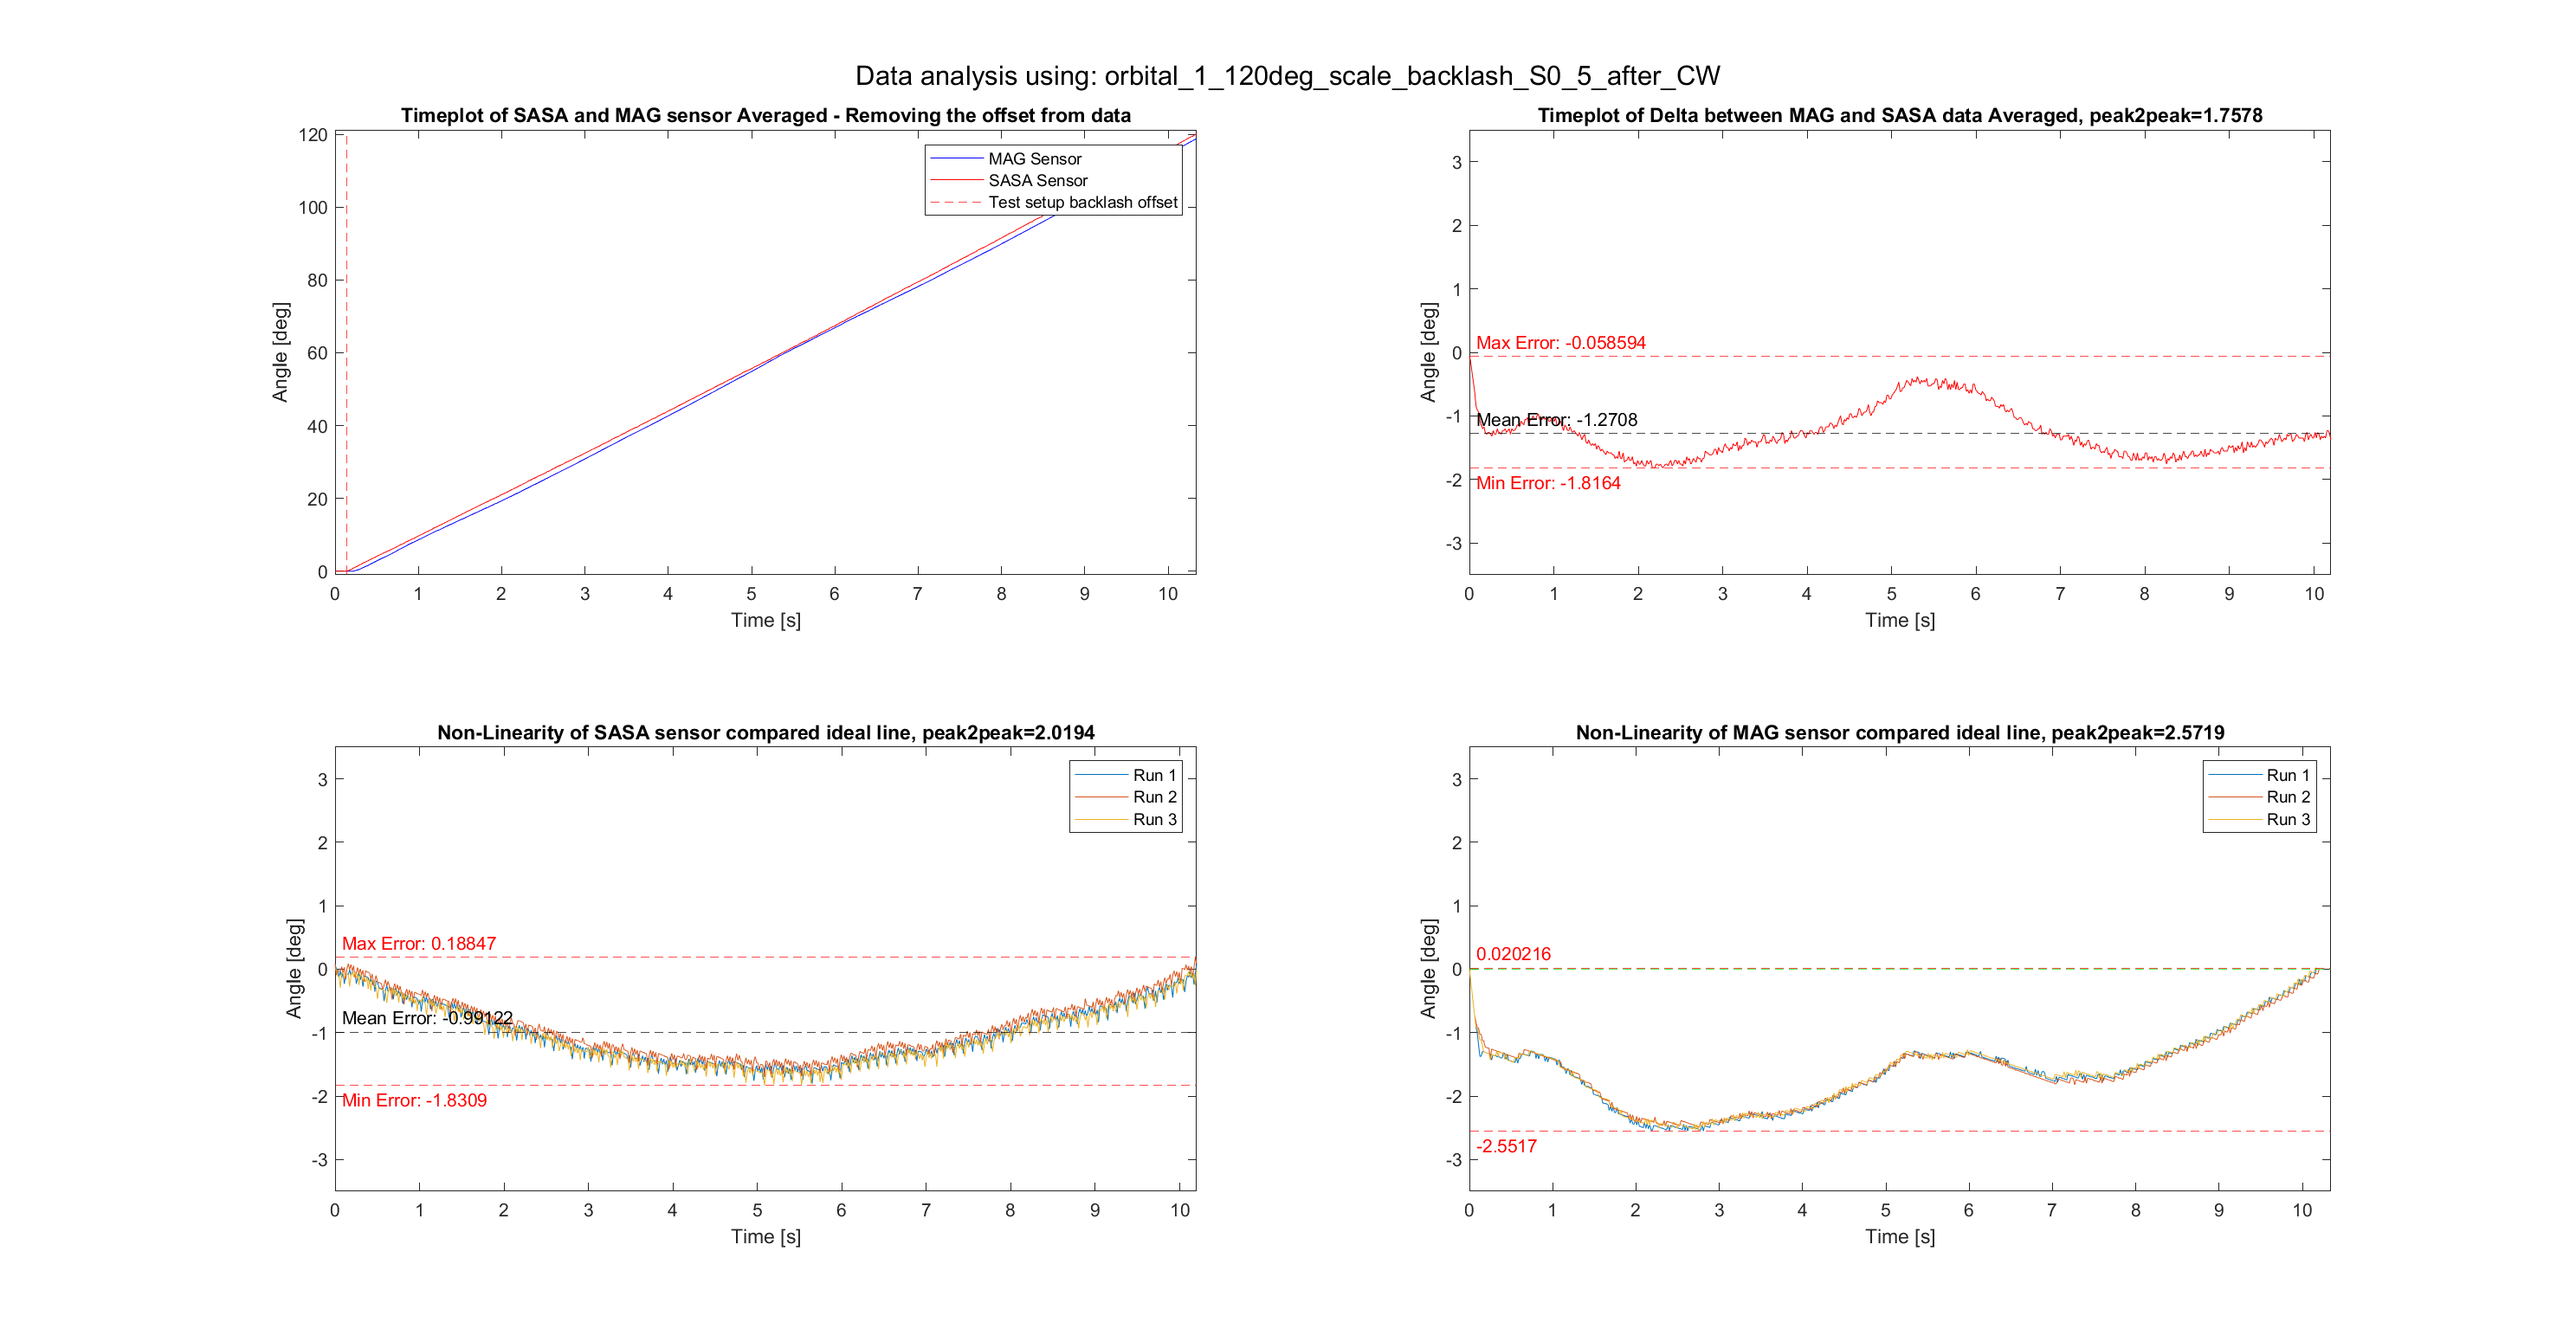 Data analysis using: orbital_1_120deg_scale_backlash_S0_5_after_CW
Timeplot of SASA and MAG sensor Averaged - Removing the offset from data
120
100
80
60
40
20
0
Angle [deg]
MAG Sensor
SASA Sensor
Test setup backlash offset
0 1 2 3 4 5 6 7 8 9 10
Time [s]
Timeplot of Delta between MAG and SASA data Averaged, peak2peak=1.7578
3
2
1
0
-1
-2
-3
Angle [deg]
Max Error: -0.058594
Mean Error: -1.2708
Min Error: -1.8164
0 1 2 3 4 5 6 7 8 9 10
Time [s]
Non-Linearity of SASA sensor compared ideal line, peak2peak=2.0194
3
2
1
0
-1
-2
-3
Angle [deg]
Run 1
Run 2
Run 3
Max Error: 0.18847
Mean Error: -0.99122
Min Error: -1.8309
0 1 2 3 4 5 6 7 8 9 10
Time [s]
Non-Linearity of MAG sensor compared ideal line, peak2peak=2.5719
3
2
1
0
-1
-2
-3
Angle [deg]
Run 1
Run 2
Run 3
0.020216
-2.5517
0 1 2 3 4 5 6 7 8 9 10
Time [s]